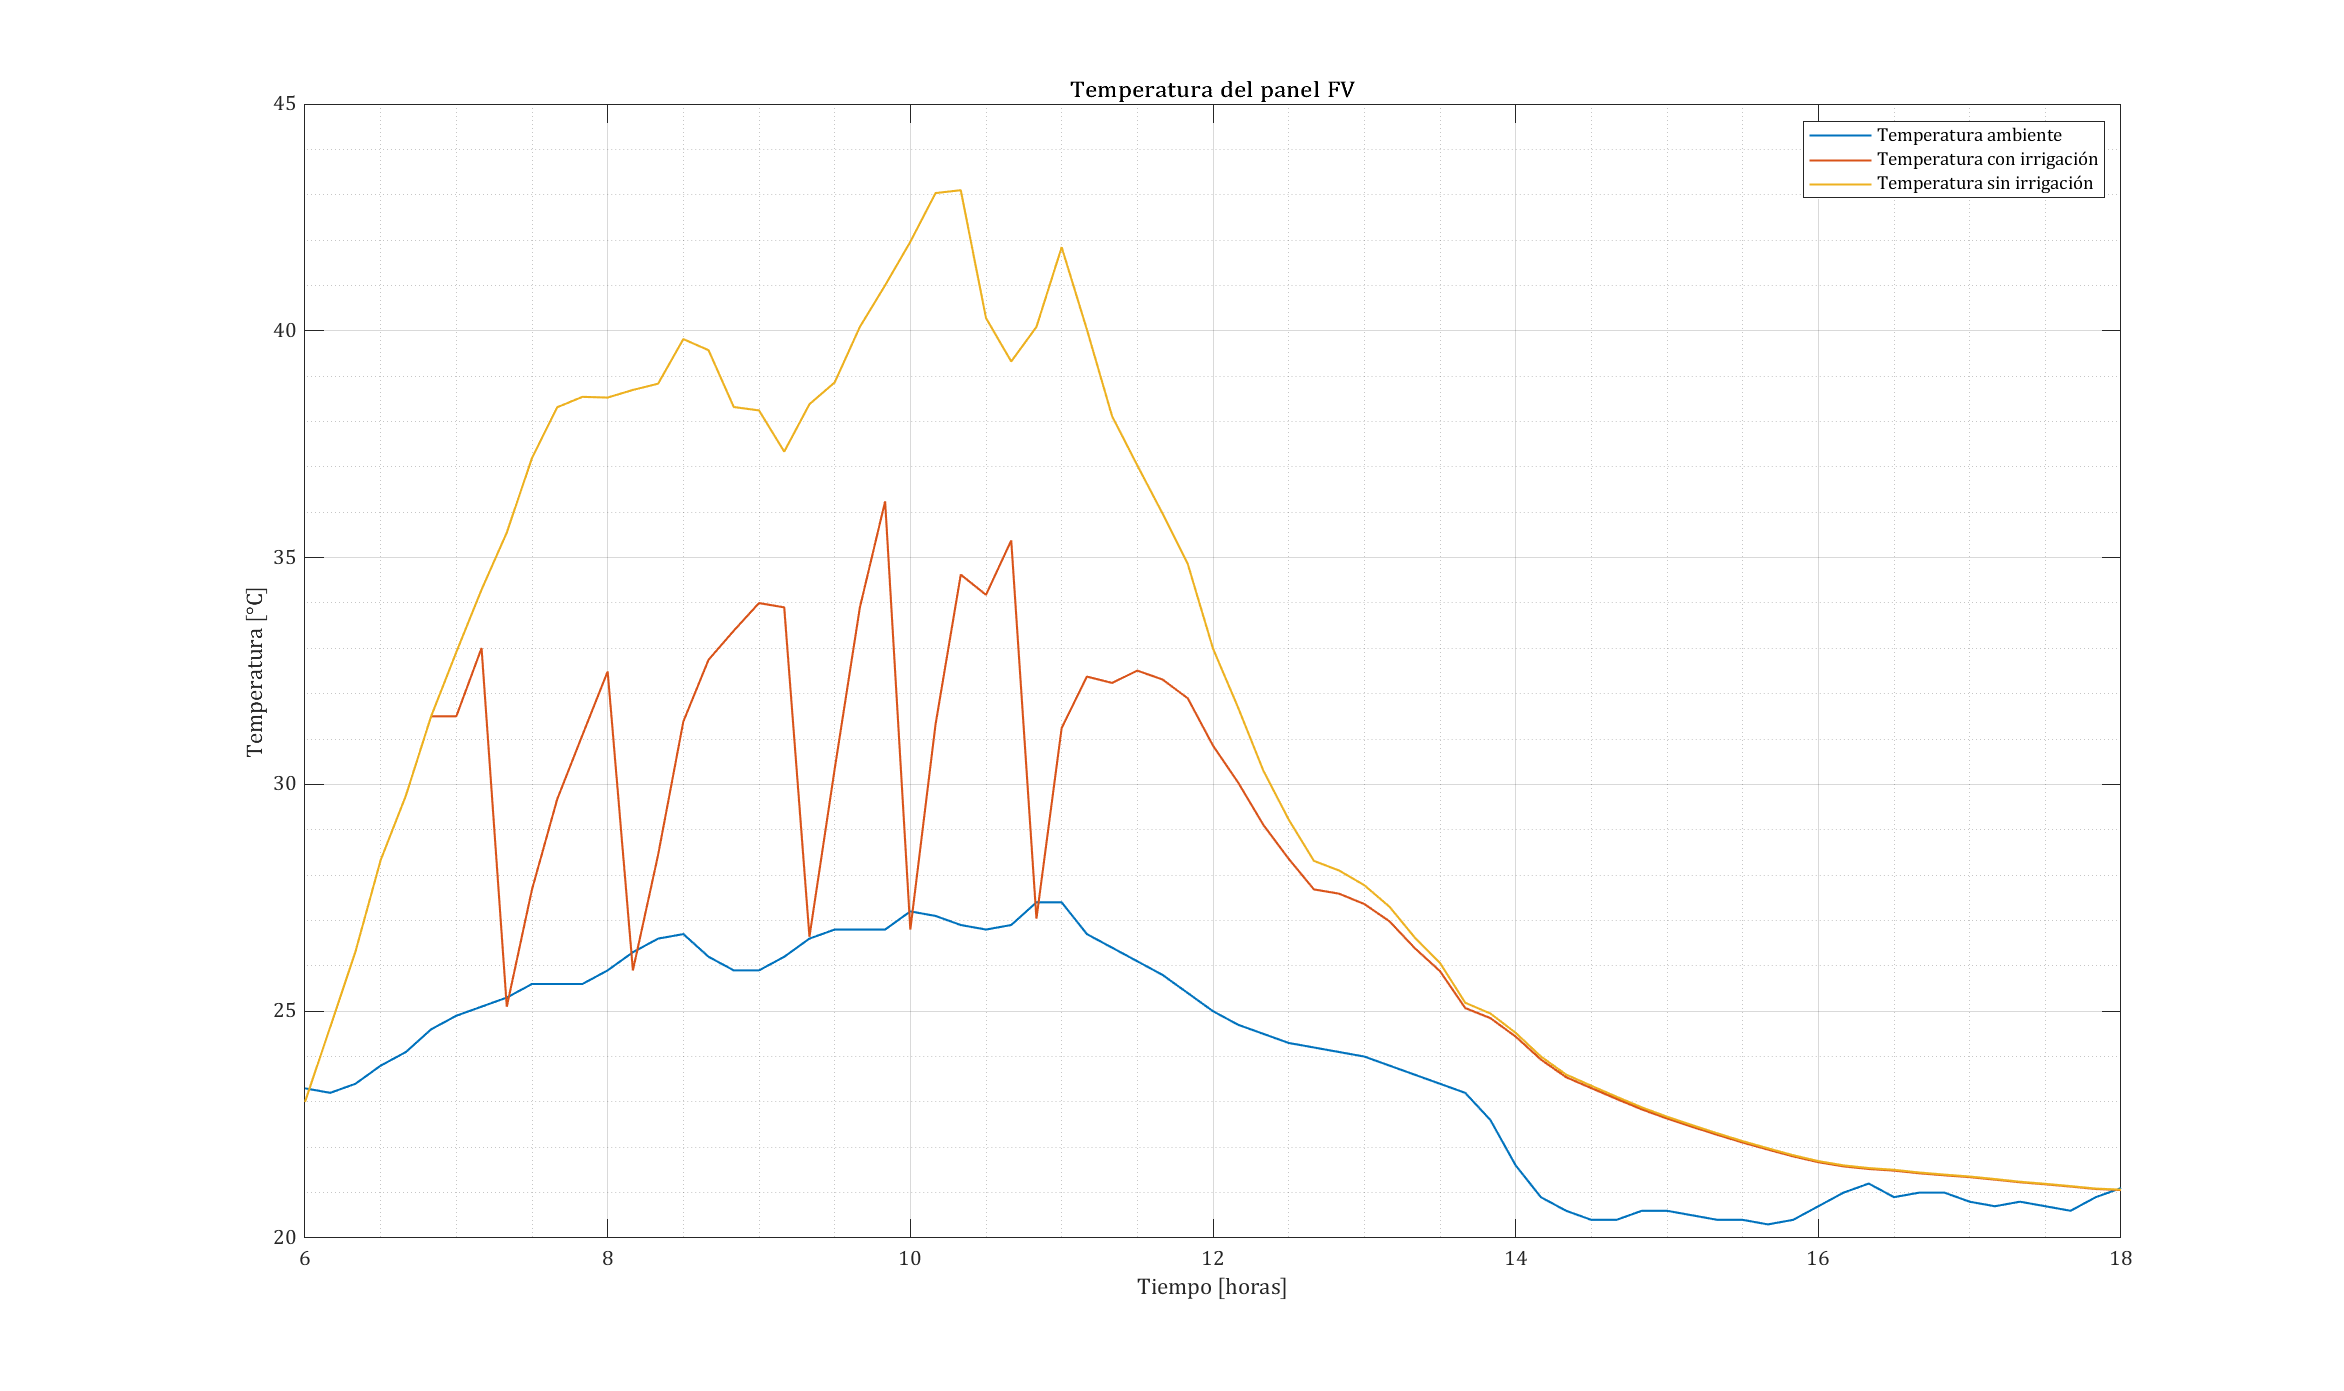 Temperatura del panel FV
45
40
35
30
25
20
Temperatura [°C]
Temperatura ambiente
Temperatura con irrigación
Temperatura sin irrigación
6 8 10 12 14 16 18
Tiempo [horas]